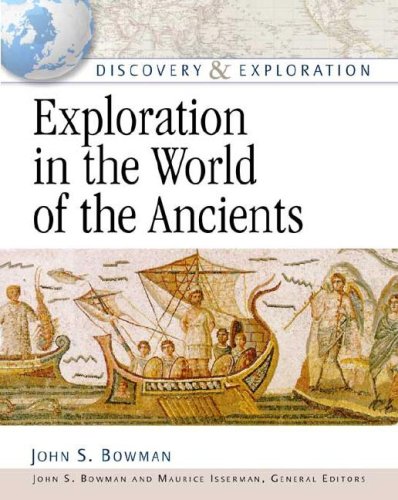 DISCOVERY & EXPLORATION
Exploration
in the World
of the Ancients
JOHN S. BOWMAN
JOHN S. BOWMAN AND MAURICE ISSERMAN, GENERAL EDITORS